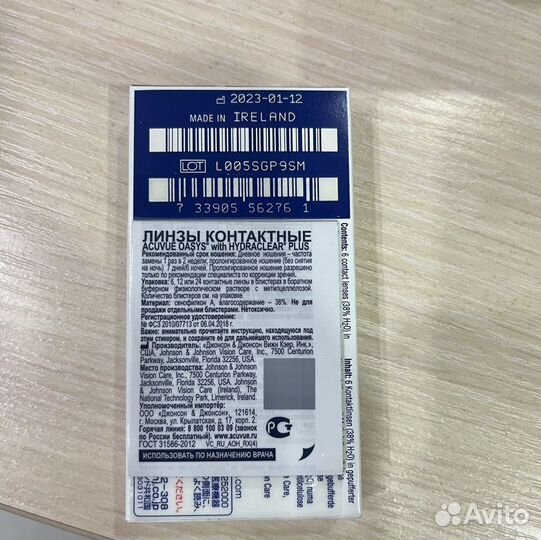 2023-01-12
MADE IN IRELAND
LOT L005SGP9SM
7 33905 56276 1
ЛИНЗЫ КОНТАКТНЫЕ
ACUVUE OASYS® with HYDRACLEAR® PLUS
Рекомендованный срок ношения: Дневное ношение – частота
замены 1 раз в 2 недели; пролонгированное ношение (без снятия
на ночь) 7 дней/6 ночей. Пролонгированное ношение разрешено
только по рекомендации специалиста по коррекции зрения.
Упаковка: 6, 12 или 24 контактные линзы в блистерах в боратном
буферном физиологическом растворе с метилцеллюлозой.
Количество блистеров см. на упаковке.
Материал: сенофилкон А, влагосодержание – 38%. Не для
продажи отдельными блистерами. Нетоксично.
Регистрационное удостоверение:
№ ФСЗ 2010/07713 от 06.04.2018 г.
Важно: внимательно прочитайте инструкцию, находящуюся под
этим стикером, и сохраните её для дальнейшего использования.
Производитель: «Джонсон & Джонсон Вижн Кэер, Инк.»,
США, Johnson & Johnson Vision Care, Inc., 7500 Centurion
Parkway, Jacksonville, Florida 32256, USA
Место производства: Johnson & Johnson
Vision Care, Inc., 7500 Centurion Parkway,
Jacksonville, Florida 32256, USA, Johnson &
Johnson Vision Care (Ireland), The
National Technology Park, Limerick, Ireland
Уполномоченный импортер:
ООО «Джонсон & Джонсон», 121614,
г. Москва, ул. Крылатская, д. 17, корп. 2.
Горячая линия: 8 800 100 03 09 (звонок
по России бесплатный). www.acuvue.ru
ГОСТ 31586-2012 VC_RU_AOH_RX(4)
ИСПОЛЬЗОВАТЬ ПО НАЗНАЧЕНИЮ ВРАЧА
Contents: 6 contact lenses (38% H₂O) in
Inhalt: 6 Kontaktlinsen (38% H₂O) in gepufferter
Avito